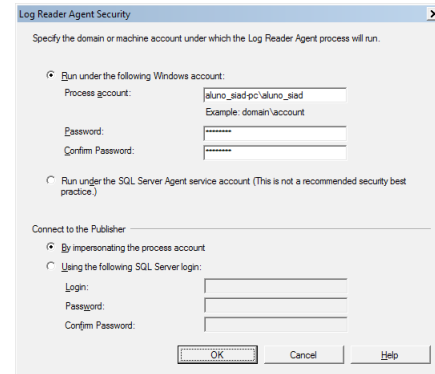 Log Reader Agent Security
Specify the domain or machine account under which the Log Reader Agent process will run.
Run under the following Windows account:
Process account: aluno_siad-pc\aluno_siad
Example: domain\account
Password: ********
Confirm Password: ********
Run under the SQL Server Agent service account (This is not a recommended security best
practice.)
Connect to the Publisher
By impersonating the process account
Using the following SQL Server login:
Login:
Password:
Confirm Password:
OK Cancel Help